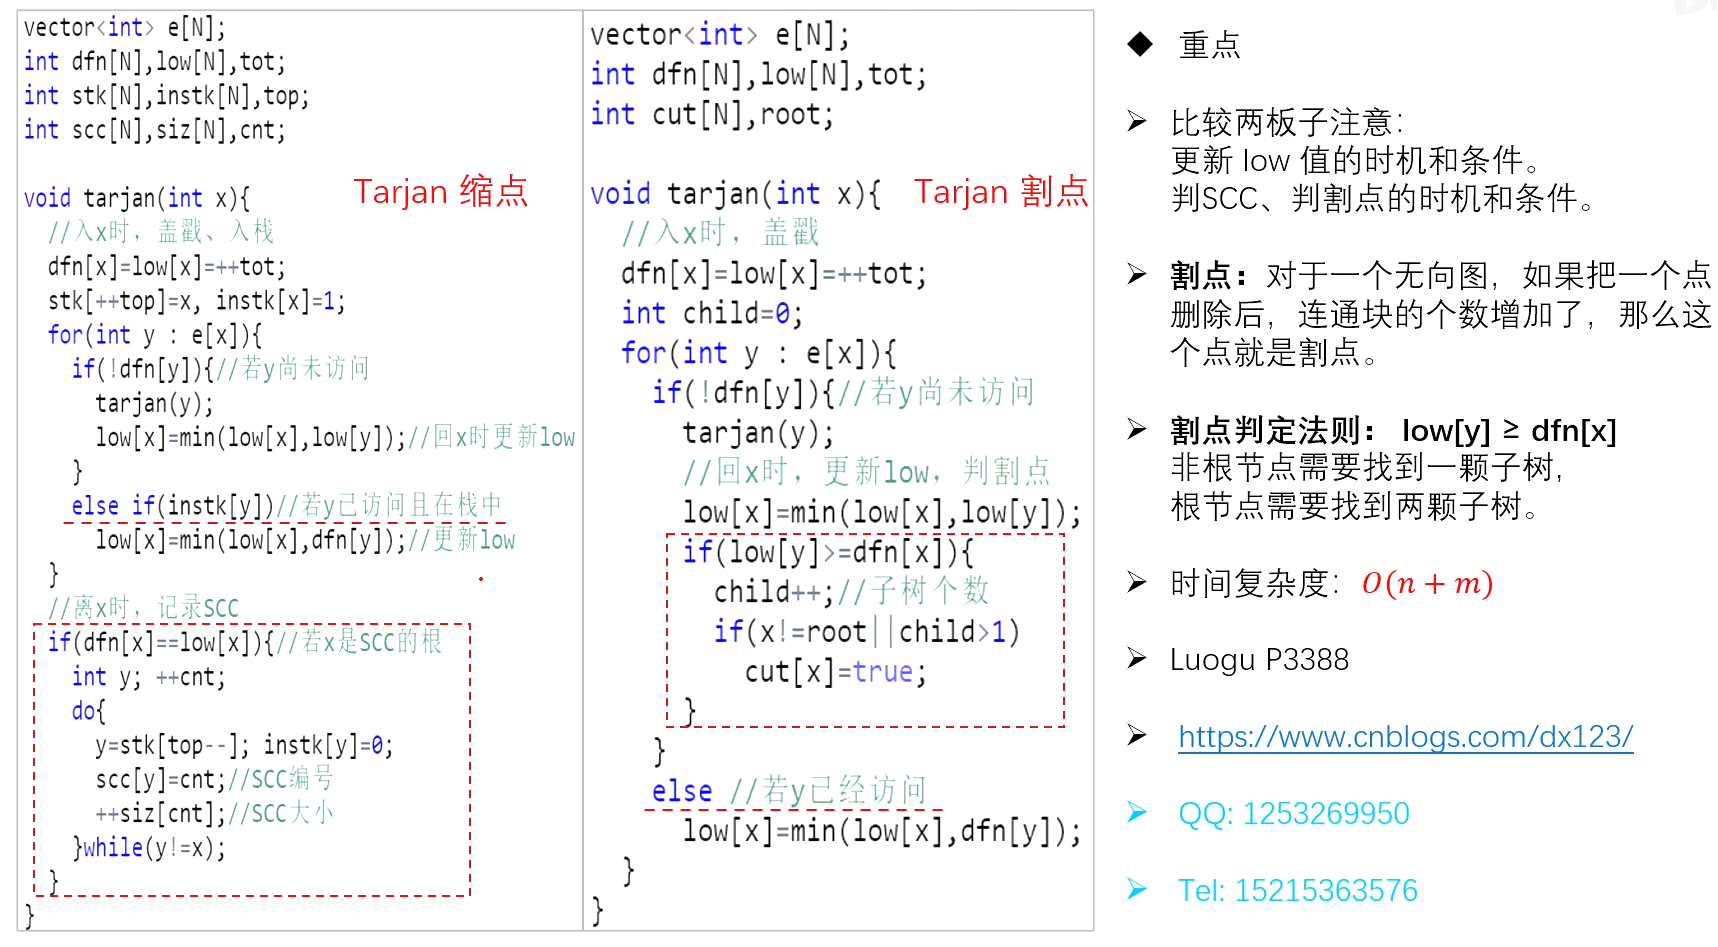 vector<int> e[N];
int dfn[N],low[N],tot;
int stk[N],instk[N],top;
int scc[N],siz[N],cnt;
Tarjan 缩点
void tarjan(int x){
//入x时，盖戳、入栈
dfn[x]=low[x]=++tot;
stk[++top]=x, instk[x]=1;
for(int y : e[x]){
if(!dfn[y]){//若y尚未访问
tarjan(y);
low[x]=min(low[x],low[y]);//回x时更新low
}
else if(instk[y])//若y已访问且在栈中
low[x]=min(low[x],dfn[y]);//更新low
}
//离x时，记录SCC
if(dfn[x]==low[x]){//若x是SCC的根
int y; ++cnt;
do{
y=stk[top--]; instk[y]=0;
scc[y]=cnt;//SCC编号
++siz[cnt];//SCC大小
}while(y!=x);
}
}
vector<int> e[N];
int dfn[N],low[N],tot;
int cut[N],root;
Tarjan 割点
void tarjan(int x){
//入x时，盖戳
dfn[x]=low[x]=++tot;
int child=0;
for(int y : e[x]){
if(!dfn[y]){//若y尚未访问
tarjan(y);
//回x时，更新low，判割点
low[x]=min(low[x],low[y]);
if(low[y]>=dfn[x]){
child++;//子树个数
if(x!=root||child>1)
cut[x]=true;
}
}
else //若y已经访问
low[x]=min(low[x],dfn[y]);
}
}
◆ 重点
➢ 比较两板子注意：
更新 low 值的时机和条件。
判SCC、判割点的时机和条件。
➢ 割点：对于一个无向图，如果把一个点
删除后，连通块的个数增加了，那么这
个点就是割点。
➢ 割点判定法则： low[y] ≥ dfn[x]
非根节点需要找到一颗子树，
根节点需要找到两颗子树。
➢ 时间复杂度：O(n + m)
➢ Luogu P3388
➢ https://www.cnblogs.com/dx123/
➢ QQ: 1253269950
➢ Tel: 15215363576